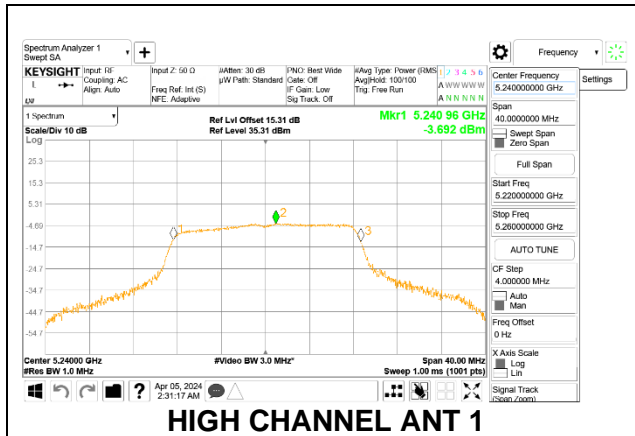 Spectrum Analyzer 1
Swept SA
Frequency
KEYSIGHT
Input: RF
Coupling: AC
Align: Auto
Input Z: 50 Ω
Freq Ref: Int (S)
NFE: Adaptive
#Atten: 30 dB
µW Path: Standard
PNO: Best Wide
Gate: Off
IF Gain: Low
Sig Track: Off
#Avg Type: Power (RMS
Avg|Hold: 100/100
Trig: Free Run
1 2 3 4 5 6
A W W W W W
A N N N N N
L
Center Frequency
5.240000000 GHz
Settings
Span
40.0000000 MHz
Swept Span
Zero Span
Full Span
Start Freq
5.220000000 GHz
Stop Freq
5.260000000 GHz
AUTO TUNE
CF Step
4.000000 MHz
Auto
Man
Freq Offset
0 Hz
X Axis Scale
Log
Lin
Signal Track
(Span Zoom)
1 Spectrum
Scale/Div 10 dB
Log
Ref Lvl Offset 15.31 dB
Ref Level 35.31 dBm
Mkr1 5.240 96 GHz
-3.692 dBm
25.3
15.3
5.31
-4.69
-14.7
-24.7
-34.7
-44.7
-54.7
1
2
3
Center 5.24000 GHz
#Res BW 1.0 MHz
#Video BW 3.0 MHz*
Span 40.00 MHz
Sweep 1.00 ms (1001 pts)
Apr 05, 2024
2:31:17 AM
HIGH CHANNEL ANT 1